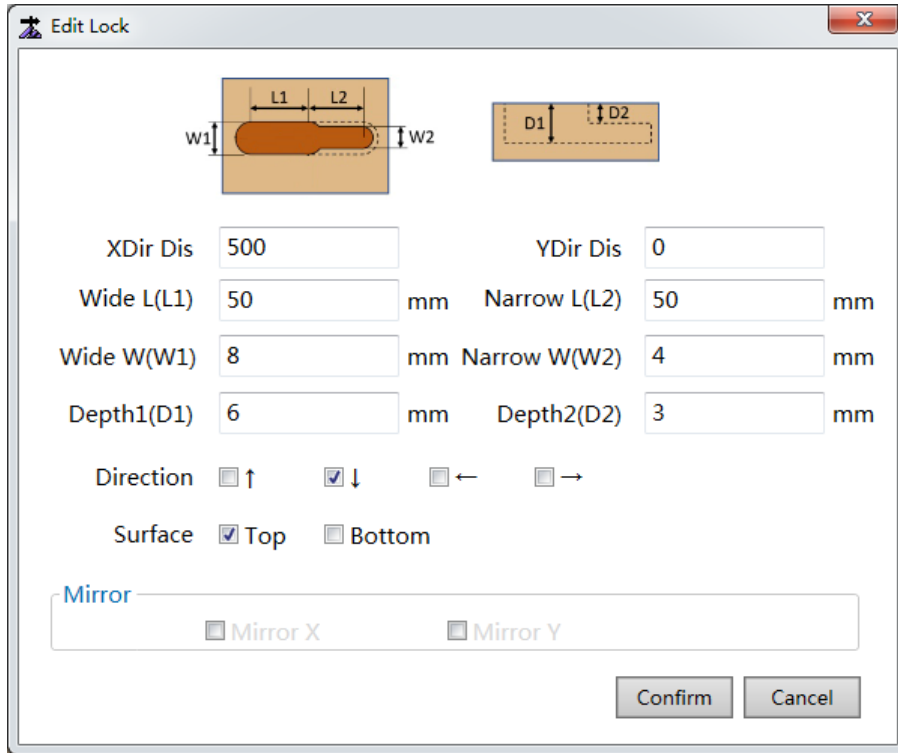 Edit Lock
L1 L2
W1 W2
D1 D2
XDir Dis 500 YDir Dis 0
Wide L(L1) 50 mm Narrow L(L2) 50 mm
Wide W(W1) 8 mm Narrow W(W2) 4 mm
Depth1(D1) 6 mm Depth2(D2) 3 mm
Direction ↑ ↓ ← →
Surface Top Bottom
Mirror
Mirror X Mirror Y
Confirm Cancel